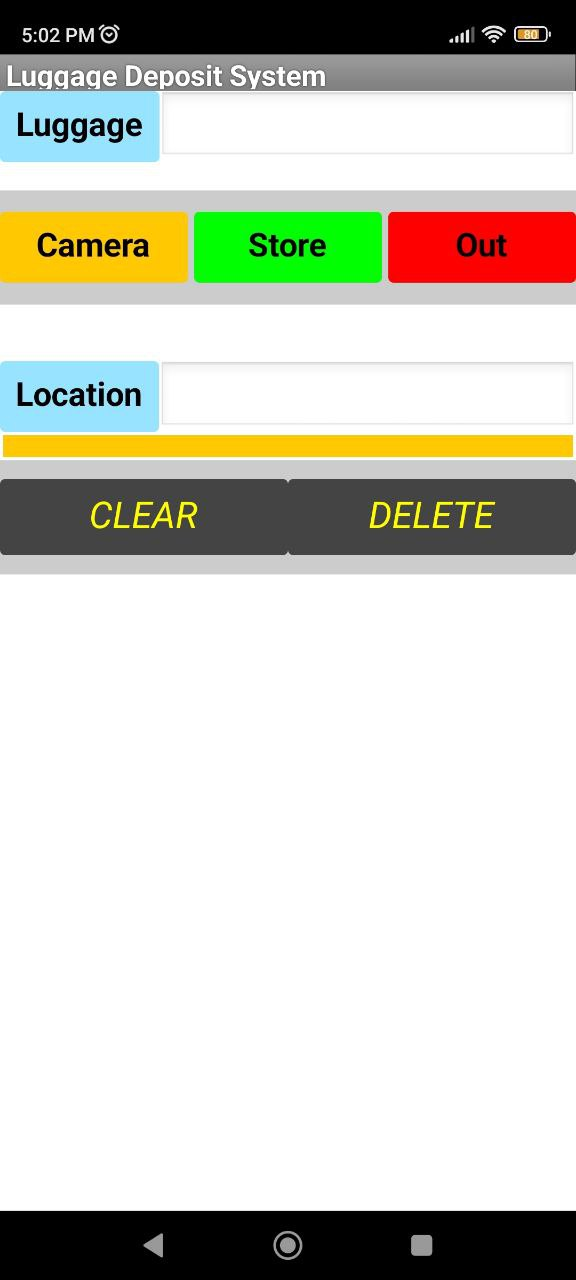 5:02 PM 80
Luggage Deposit System
Luggage
Camera Store Out
Location
CLEAR DELETE